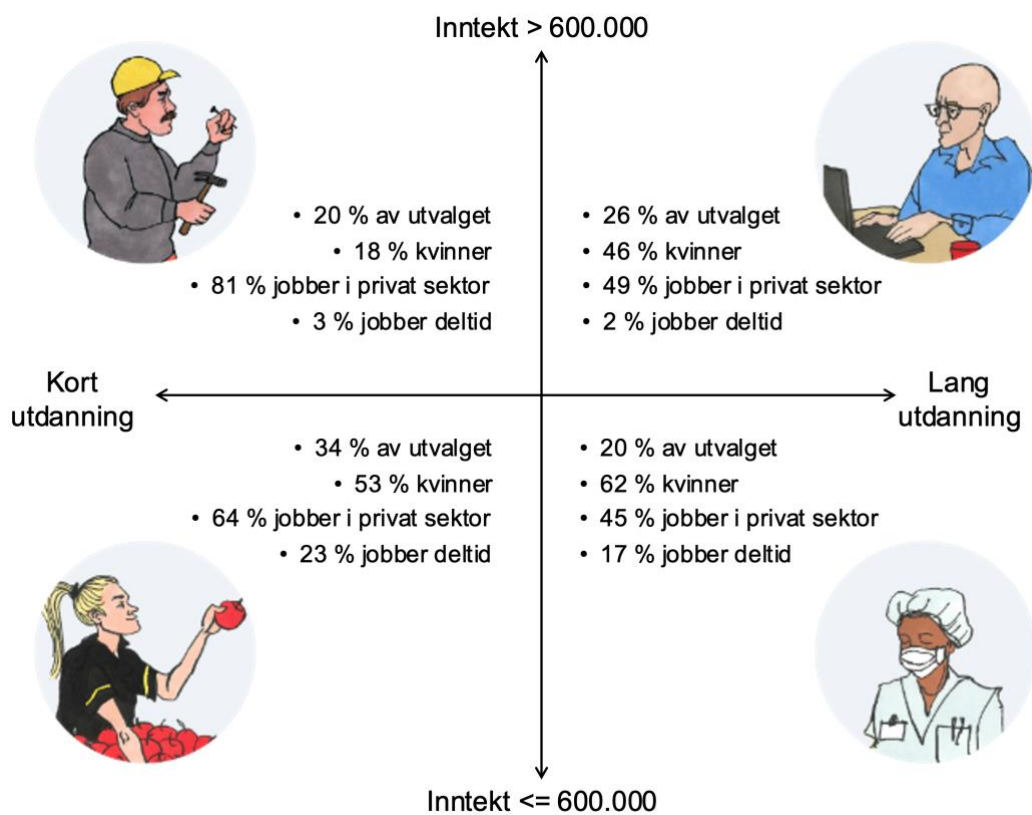 Inntekt > 600.000
• 20 % av utvalget
• 18 % kvinner
• 81 % jobber i privat sektor
• 3 % jobber deltid
• 26 % av utvalget
• 46 % kvinner
• 49 % jobber i privat sektor
• 2 % jobber deltid
Kort
utdanning
Lang
utdanning
• 34 % av utvalget
• 53 % kvinner
• 64 % jobber i privat sektor
• 23 % jobber deltid
• 20 % av utvalget
• 62 % kvinner
• 45 % jobber i privat sektor
• 17 % jobber deltid
Inntekt <= 600.000